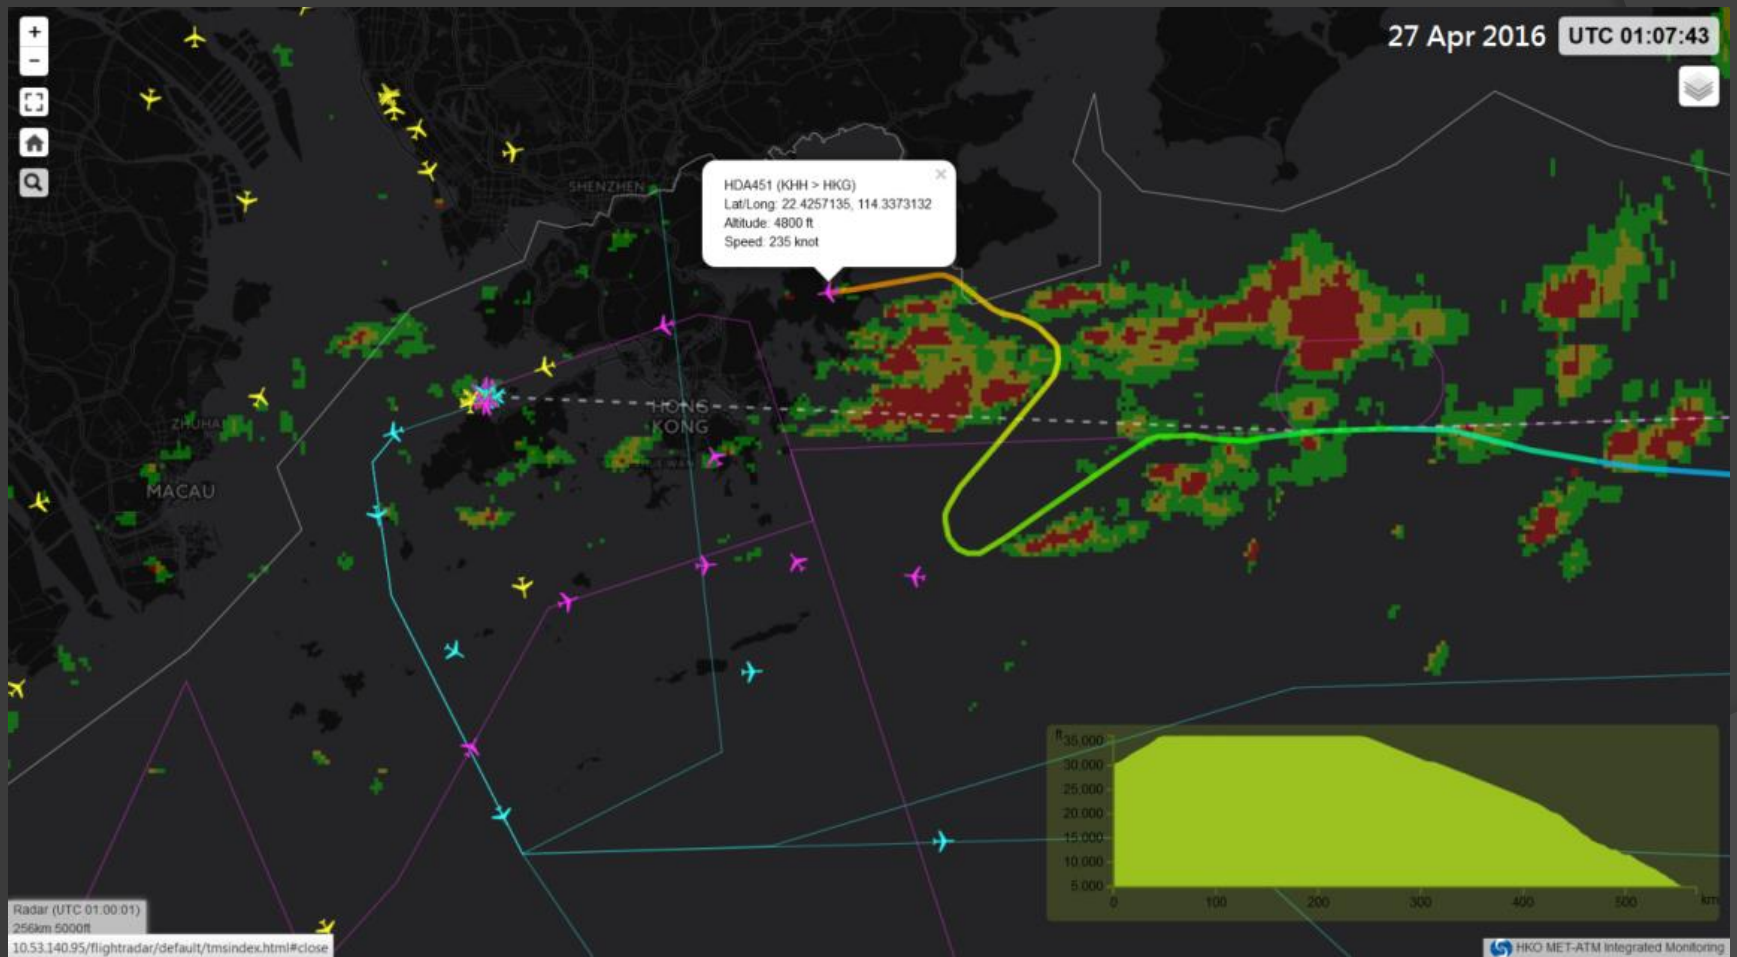 +
27 Apr 2016
UTC 01:07:43
−
SHENZHEN
HDA451 (KHH > HKG)
×
Lat/Long: 22.4257135, 114.3373132
Altitude: 4800 ft
Speed: 235 knot
HONG
KONG
ZHUHAI
MACAU
ft
35,000
30,000
25,000
20,000
15,000
10,000
5,000
0
100
200
300
400
500
km
Radar (UTC 01:00:01)
256km 5000ft
10.53.140.95/flightradar/default/tmsindex.html#close
HKO MET-ATM Integrated Monitoring